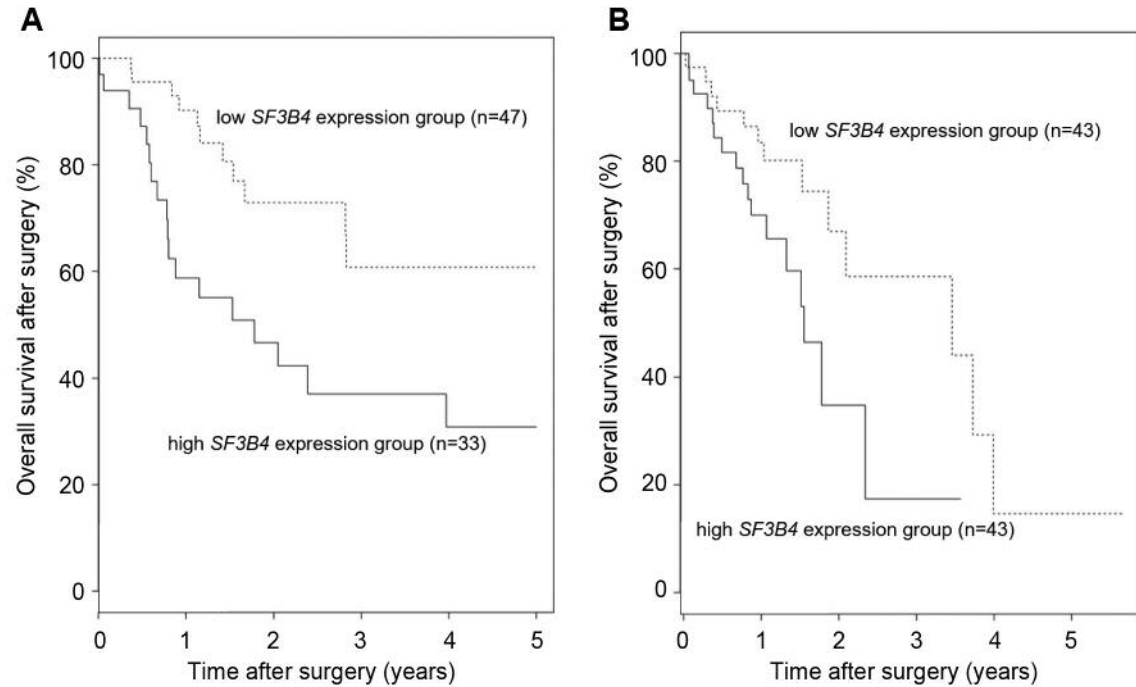 A
Overall survival after surgery (%)
100
80
60
40
20
0
low SF3B4 expression group (n=47)
high SF3B4 expression group (n=33)
0 1 2 3 4 5
Time after surgery (years)
B
Overall survival after surgery (%)
100
80
60
40
20
0
low SF3B4 expression group (n=43)
high SF3B4 expression group (n=43)
0 1 2 3 4 5
Time after surgery (years)